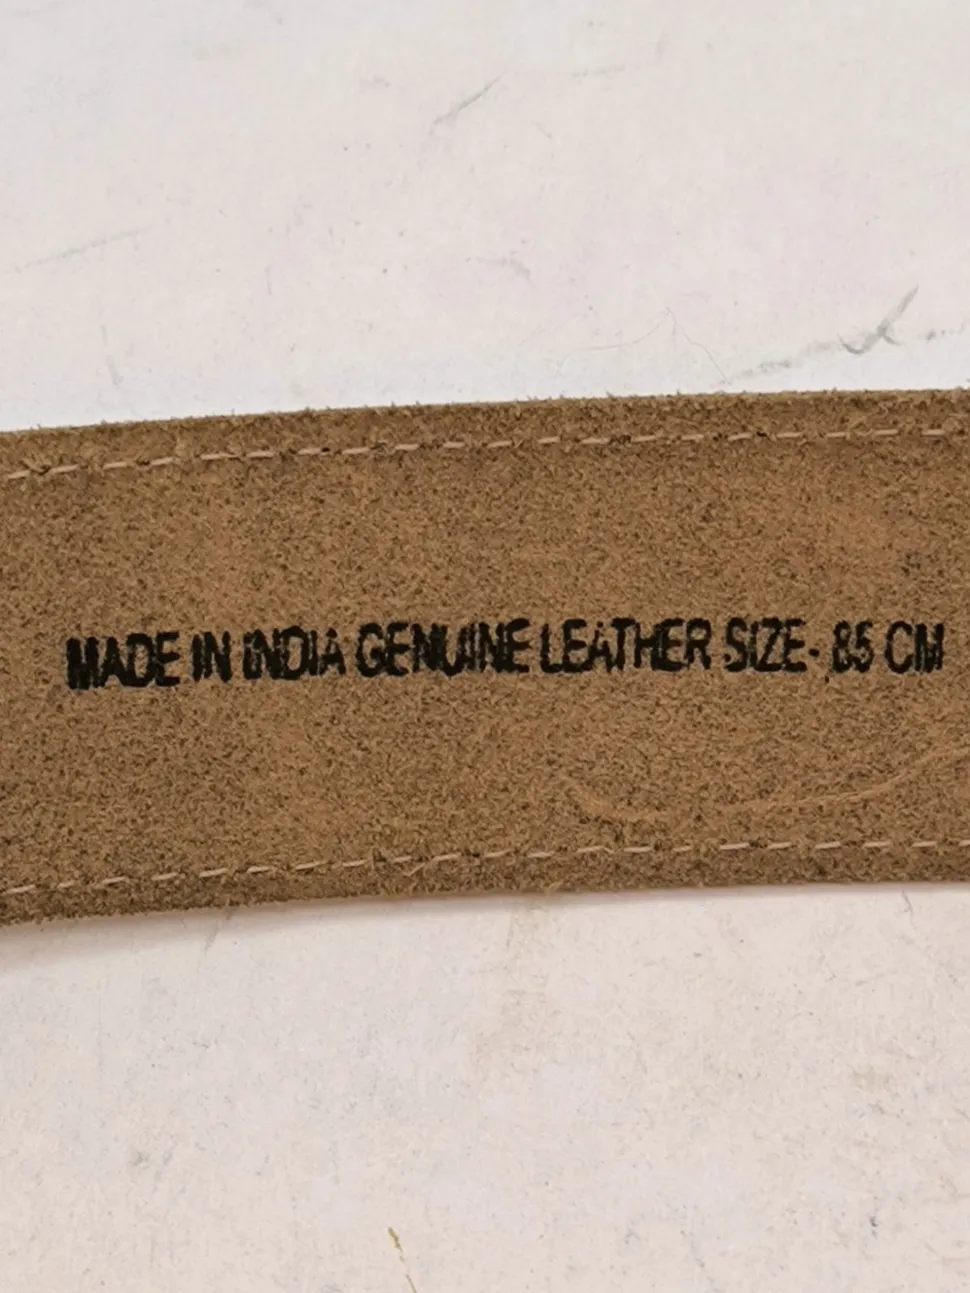 MADE IN INDIA GENUINE LEATHER SIZE- 85 CM